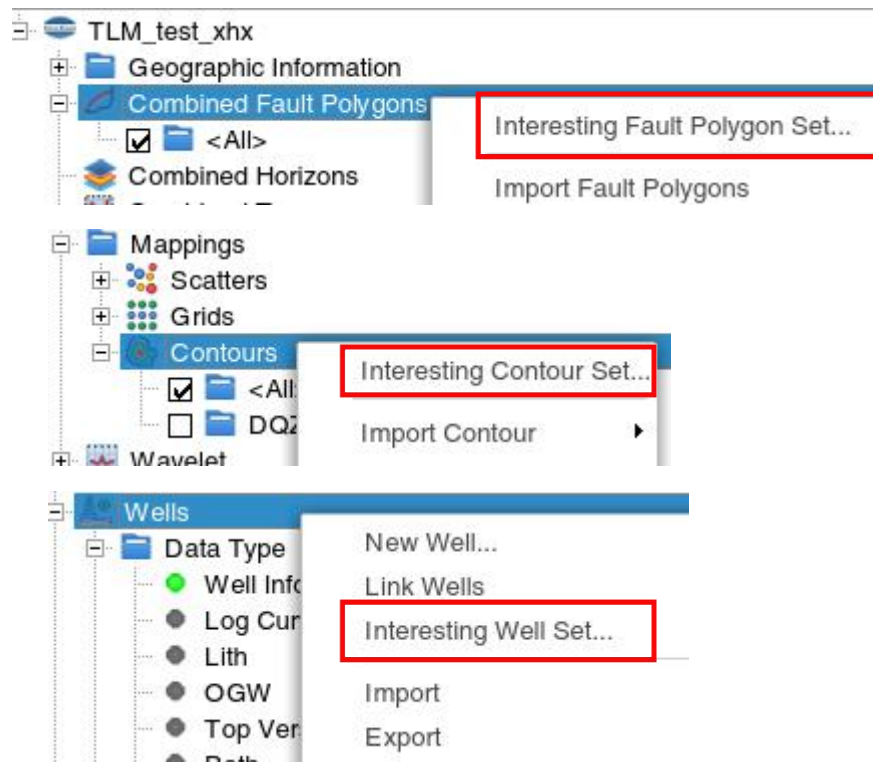 TLM_test_xhx
Geographic Information
Combined Fault Polygons
Interesting Fault Polygon Set...
<All>
Combined Horizons
Import Fault Polygons
Mappings
Scatters
Grids
Contours
Interesting Contour Set...
<All
DQZ
Import Contour
Wavelet
Wells
New Well...
Data Type
Link Wells
Well Info
Log Cur
Interesting Well Set...
Lith
OGW
Import
Top Ver
Export